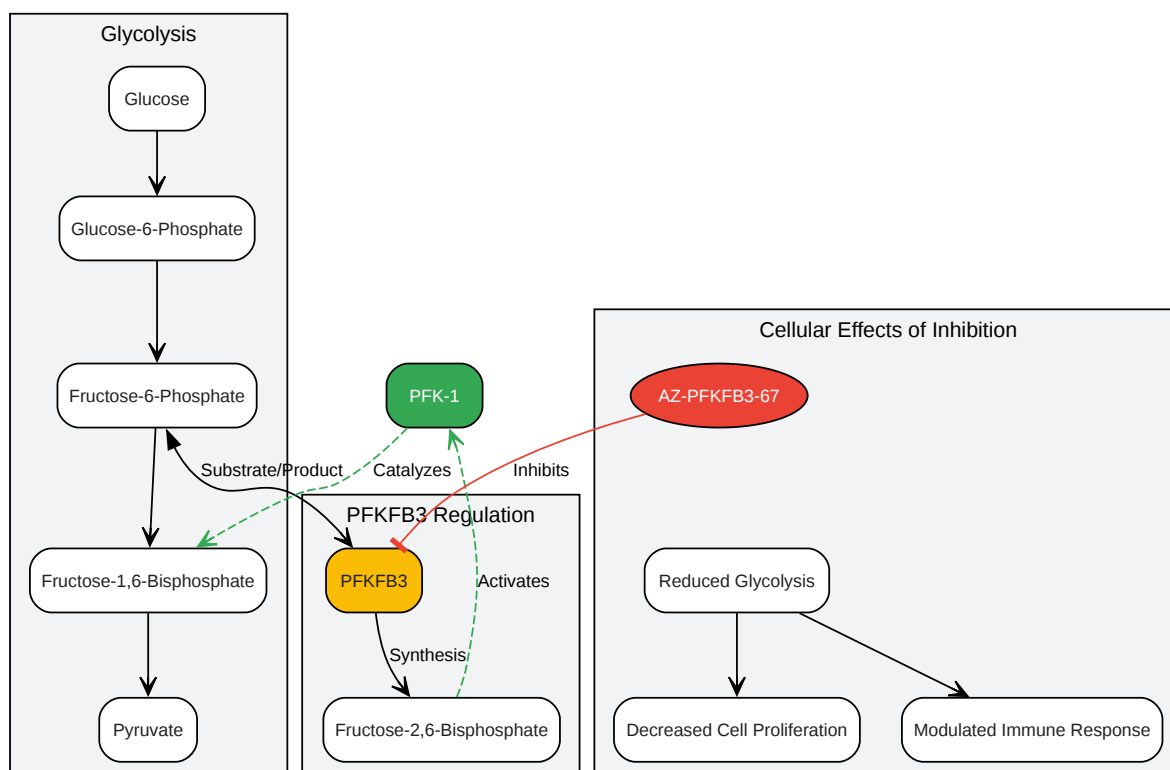 Glycolysis
Glucose
Glucose-6-Phosphate
Cellular Effects of Inhibition
Fructose-6-Phosphate
PFK-1
AZ-PFKFB3-67
Substrate/Product
Catalyzes
Inhibits
PFKFB3 Regulation
Fructose-1,6-Bisphosphate
PFKFB3
Activates
Reduced Glycolysis
Synthesis
Pyruvate
Fructose-2,6-Bisphosphate
Decreased Cell Proliferation
Modulated Immune Response